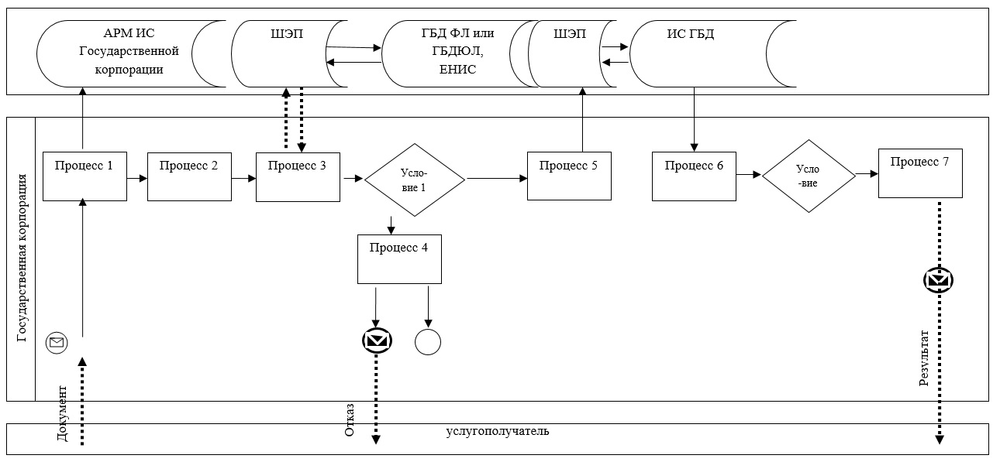 АРМ ИС
Государственной
корпорации
ШЭП
ГБД ФЛ или
ГБДЮЛ,
ЕНИС
ШЭП
ИС ГБД
Государственная корпорация
Процесс 1
Процесс 2
Процесс 3
Усло-
вие 1
Процесс 5
Процесс 6
Усло
-вие
Процесс 7
Процесс 4
Документ
Отказ
Результат
услугополучатель